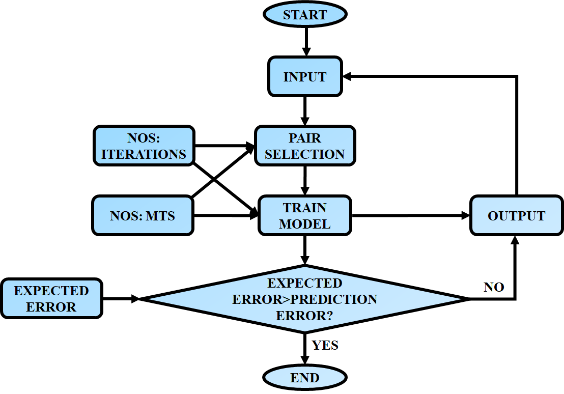 START
INPUT
NOS:
ITERATIONS
PAIR
SELECTION
NOS: MTS
TRAIN
MODEL
OUTPUT
EXPECTED
ERROR
EXPECTED
ERROR>PREDICTION
ERROR?
NO
YES
END